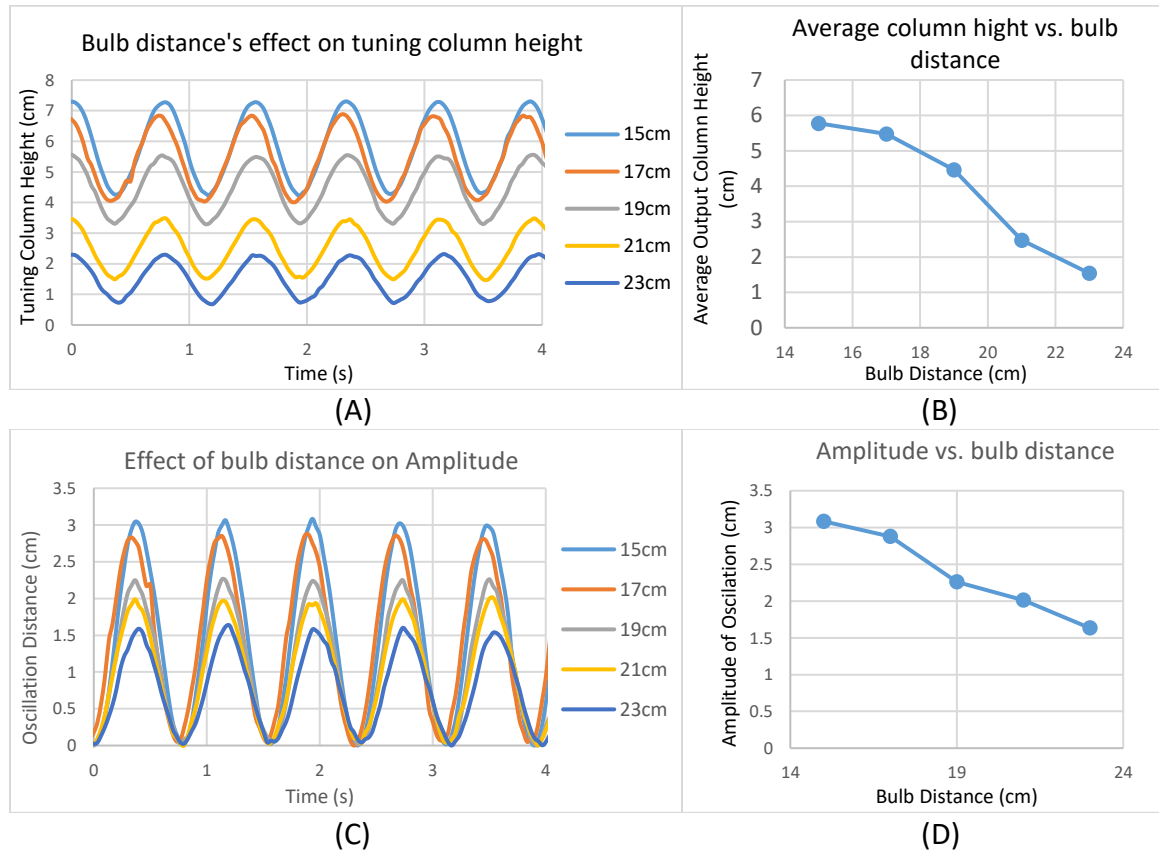 Bulb distance's effect on tuning column height
Tuning Column Height (cm)
8
7
6
5
4
3
2
1
0
0
1
2
3
4
Time (s)
15cm
17cm
19cm
21cm
23cm
(A)
Average column hight vs. bulb
distance
Average Output Column Height
(cm)
7
6
5
4
3
2
1
0
14
16
18
20
22
24
Bulb Distance (cm)
(B)
Effect of bulb distance on Amplitude
Oscillation Distance (cm)
3.5
3
2.5
2
1.5
1
0.5
0
0
1
2
3
4
Time (s)
15cm
17cm
19cm
21cm
23cm
(C)
Amplitude vs. bulb distance
Amplitude of Oscilation (cm)
3.5
3
2.5
2
1.5
1
0.5
0
14
19
24
Bulb Distance (cm)
(D)